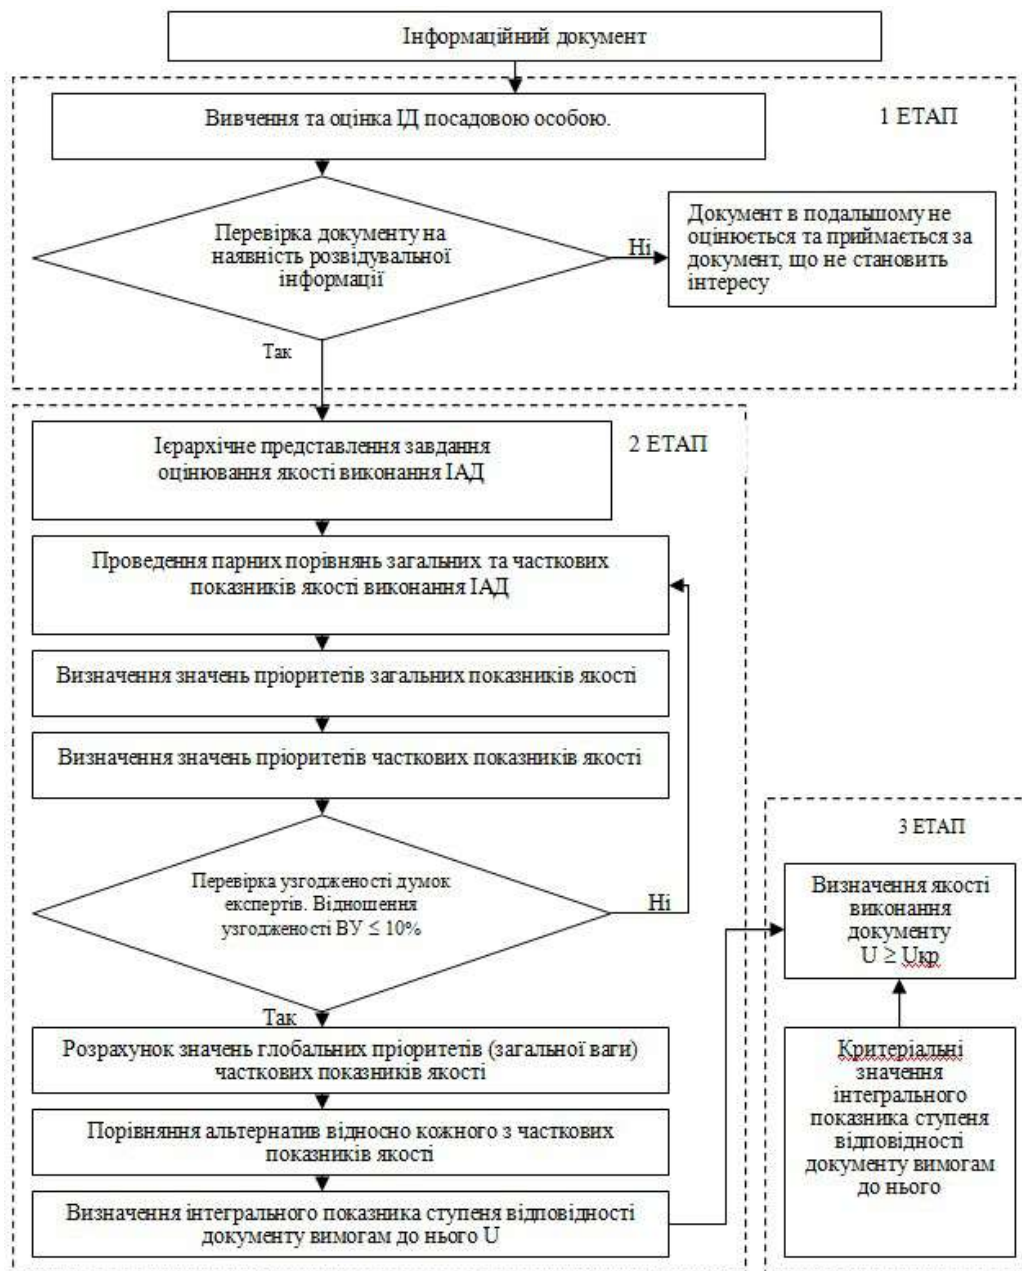 Інформаційний документ
1 ЕТАП
Вивчення та оцінка ІД посадовою особою.
Перевірка документу на
наявність розвідувальної
інформації
Ні
Документ в подальшому не
оцінюється та приймається за
документ, що не становить
інтересу
Так
2 ЕТАП
Ієрархічне представлення завдання
оцінювання якості виконання ІАД
Проведення парних порівнянь загальних та часткових
показників якості виконання ІАД
Визначення значень пріоритетів загальних показників якості
Визначення значень пріоритетів часткових показників якості
Перевірка узгодженості думок
експертів. Відношення
узгодженості ВУ ≤ 10%
Ні
Так
Розрахунок значень глобальних пріоритетів (загальної ваги)
часткових показників якості
Порівняння альтернатив відносно кожного з часткових
показників якості
Визначення інтегрального показника ступеня відповідності
документу вимогам до нього U
3 ЕТАП
Визначення якості
виконання
документу
U ≥ Uкр
Критеріальні
значення
інтегрального
показника ступеня
відповідності
документу вимогам
до нього